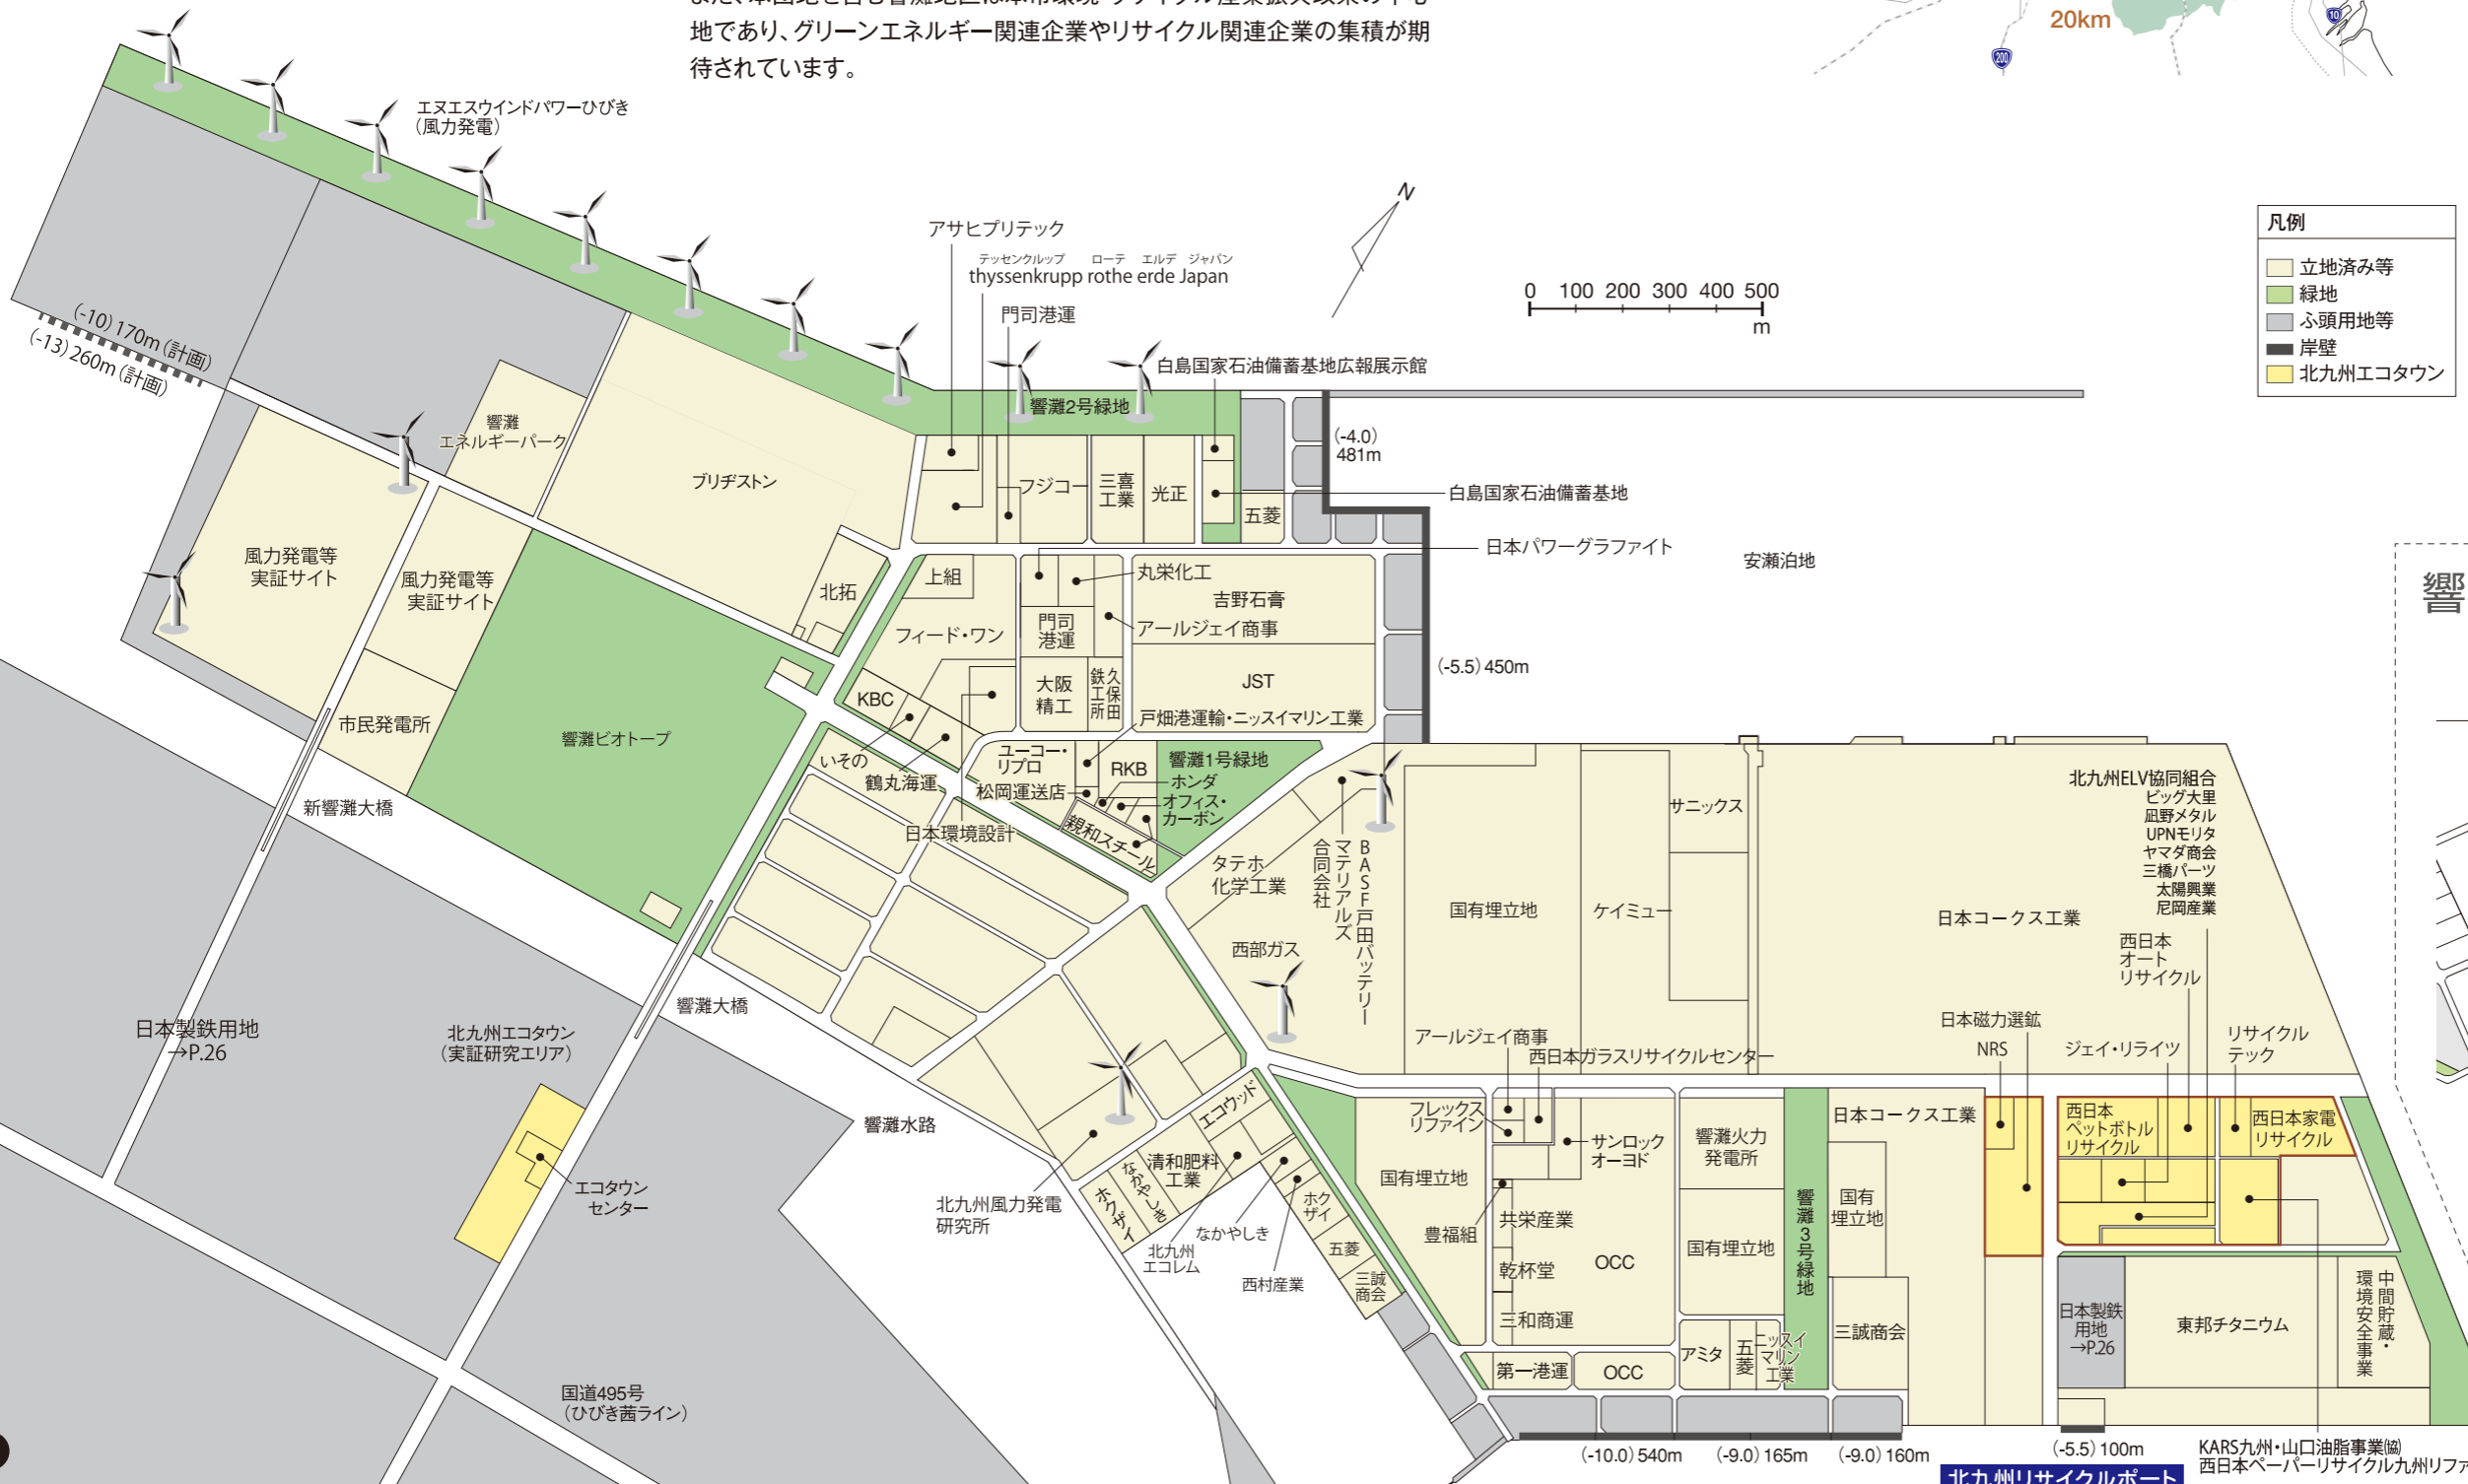 地であり、グリーンエネルギー関連企業やリサイクル関連企業の集積が期
待されています。
20km
200
10
凡例
立地済み等
緑地
ふ頭用地等
岸壁
北九州エコタウン
N
0 100 200 300 400 500
m
エヌエスウインドパワーひびき
(風力発電)
(-10)170m(計画)
(-13)260m(計画)
アサヒプリテック
テッセンクルップ ローテ エルデ ジャパン
thyssenkrupp rothe erde Japan
門司港運
白島国家石油備蓄基地広報展示館
響灘2号緑地
(-4.0)
481m
響灘
エネルギーパーク
ブリヂストン
フジコー
三喜
工業
光正
白島国家石油備蓄基地
五菱
日本パワーグラファイト
安瀬泊地
響
風力発電等
実証サイト
風力発電等
実証サイト
北拓
上組
丸栄化工
吉野石膏
門司
港運
アールジェイ商事
フィード・ワン
(-5.5)450m
大阪
精工
久保田
鉄工所
JST
KBC
戸畑港運輸・ニッスイマリン工業
市民発電所
響灘ビオトープ
いその
鶴丸海運
ユーコー・
リプロ
RKB
響灘1号緑地
ホンダ
松岡運送店
オフィス・
カーボン
日本環境設計
親和スチール
新響灘大橋
サニックス
北九州ELV協同組合
ビッグ大里
凪野メタル
UPNモリタ
ヤマダ商会
三橋パーツ
太陽興業
尼岡産業
タテホ
化学工業
BASF戸田バッテリー
マテリアルズ
合同会社
国有埋立地
ケイミュー
日本コークス工業
西部ガス
西日本
オート
リサイクル
響灘大橋
日本製鉄用地
→P.26
北九州エコタウン
(実証研究エリア)
アールジェイ商事
西日本ガラスリサイクルセンター
日本磁力選鉱
NRS
ジェイ・リライツ
リサイクル
テック
響灘水路
エコウッド
フレックス
リファイン
サンロック
オーヨド
響灘火力
発電所
日本コークス工業
西日本
ペットボトル
リサイクル
西日本家電
リサイクル
エコタウン
センター
北九州風力発電
研究所
清和肥料
工業
なかやしき
ホクザイ
北九州
エコレム
なかやしき
西村産業
ホク
ザイ
五菱
三誠
商会
国有埋立地
豊福組
共栄産業
乾杯堂
三和商運
OCC
国有埋立地
響灘3号緑地
国有
埋立地
三誠商会
日本製鉄
用地
→P.26
東邦チタニウム
中間貯蔵・
環境安全事業
第一港運
OCC
アミタ
五菱
ニッスイ
マリン
工業
国道495号
(ひびき茜ライン)
(-10.0)540m
(-9.0)165m
(-9.0)160m
(-5.5)100m
KARS九州・山口油脂事業㈿
西日本ペーパーリサイクル九州リファ
北九州リサイクルポート